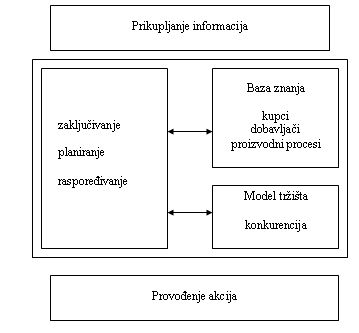 Prikupljanje informacija
zaključivanje
planiranje
raspoređivanje
Baza znanja
kupci
dobavljači
proizvodni procesi
Model tržišta
konkurencija
Provođenje akcija